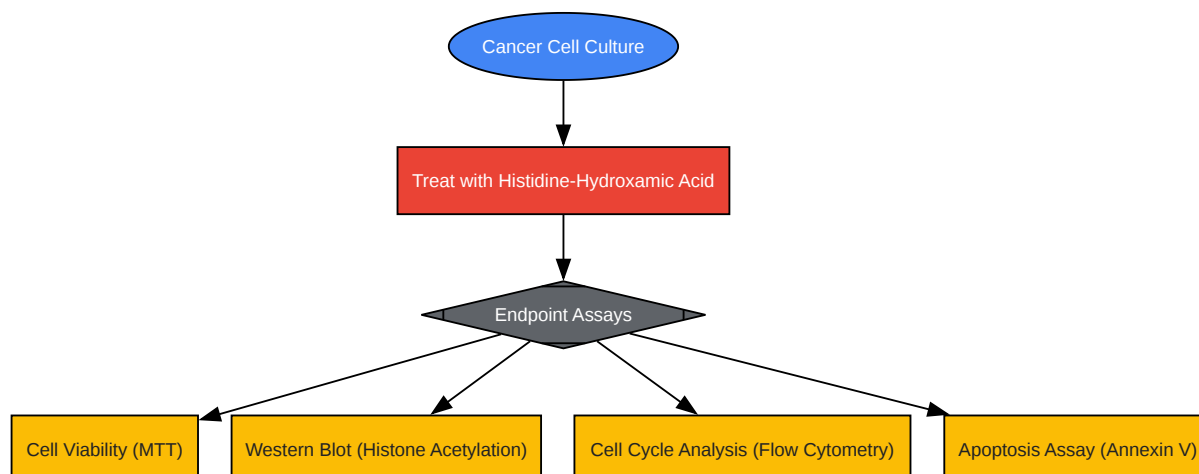 Cancer Cell Culture
Treat with Histidine-Hydroxamic Acid
Endpoint Assays
Cell Viability (MTT)
Western Blot (Histone Acetylation)
Cell Cycle Analysis (Flow Cytometry)
Apoptosis Assay (Annexin V)